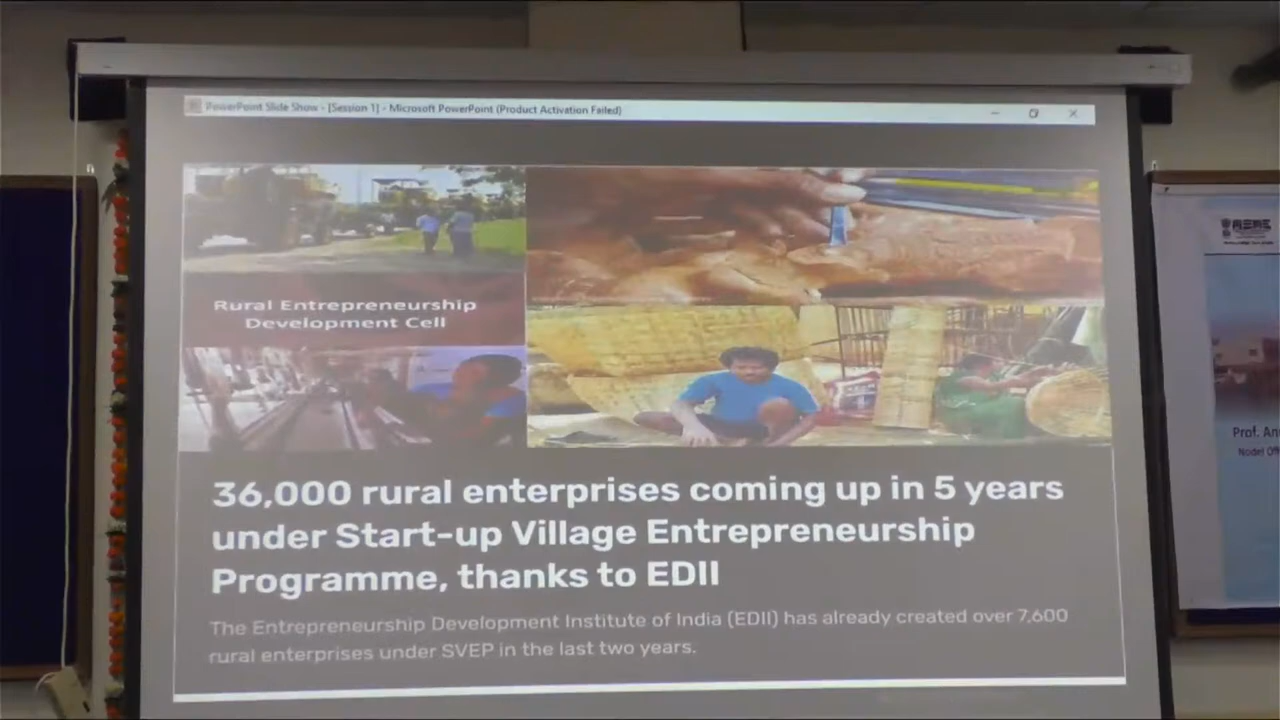 PowerPoint Slide Show - [Session 1] - Microsoft PowerPoint (Product Activation Failed)
Rural Entrepreneurship
Development Cell
36,000 rural enterprises coming up in 5 years
under Start-up Village Entrepreneurship
Programme, thanks to EDII
The Entrepreneurship Development Institute of India (EDII) has already created over 7,600
rural enterprises under SVEP in the last two years.
Prof.
Nodel